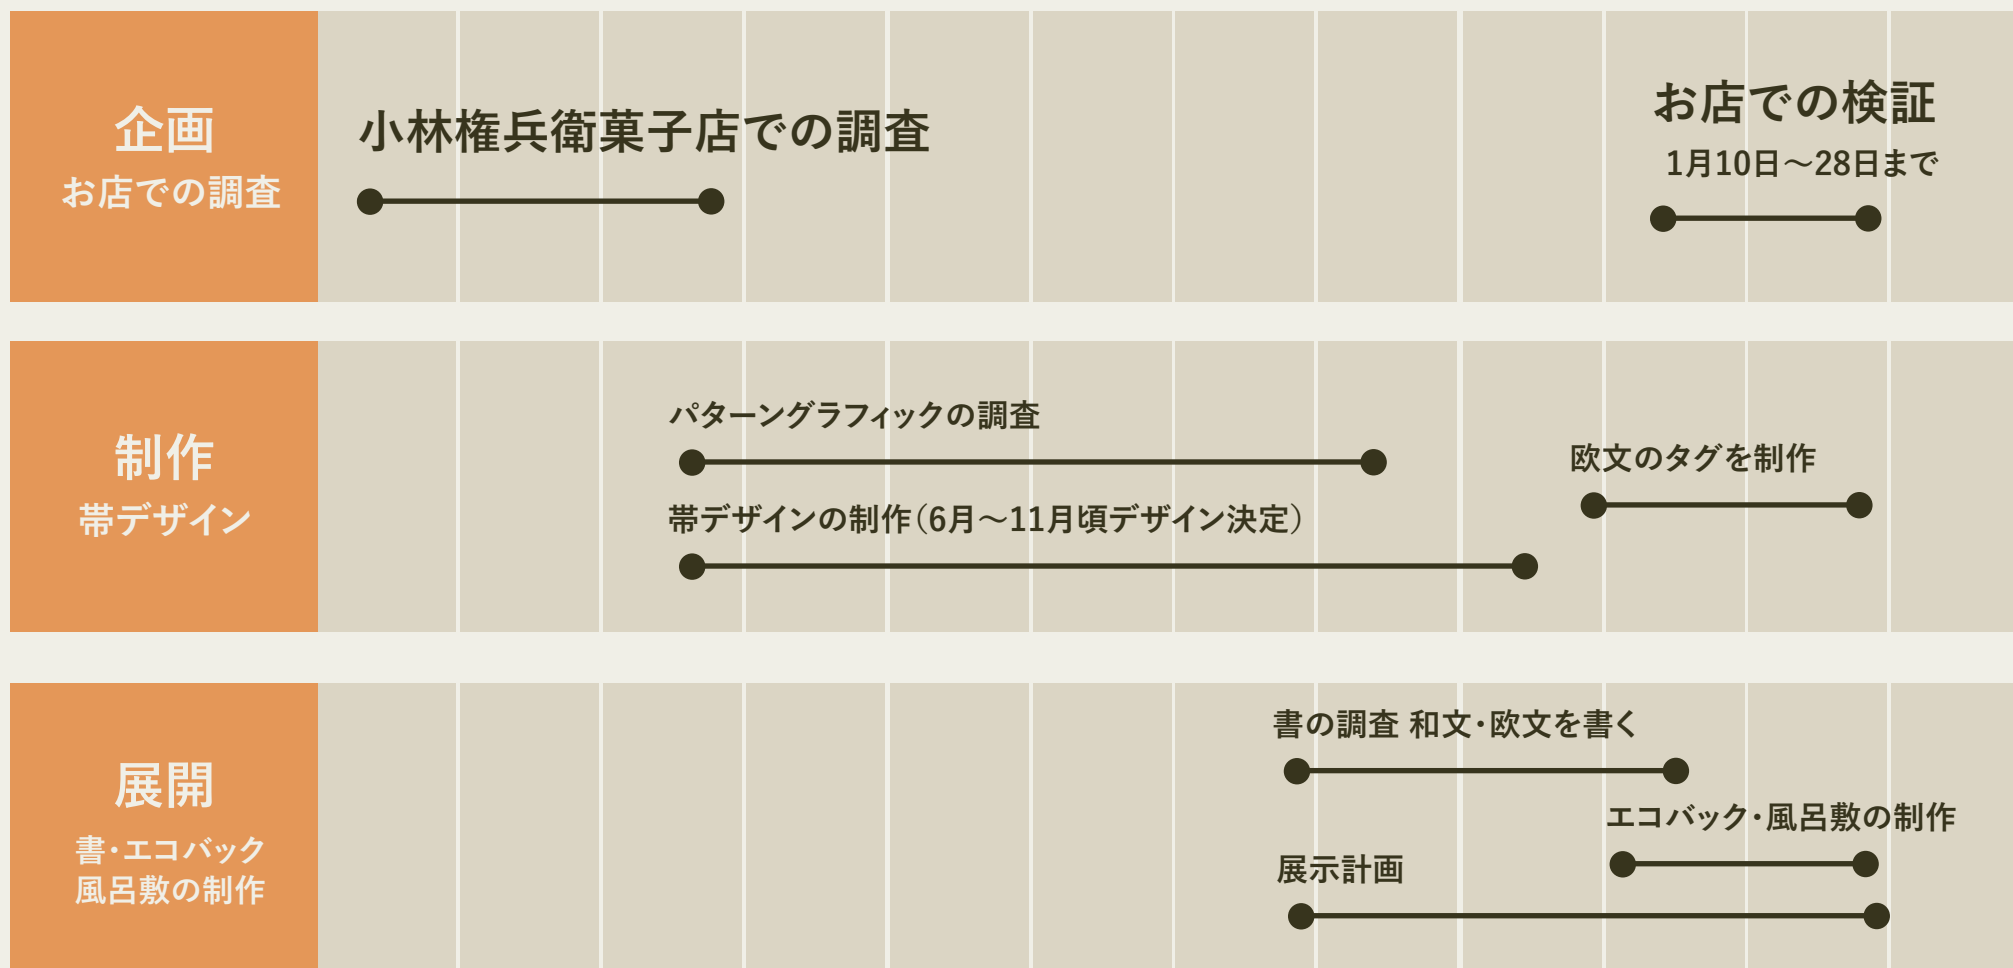 企画
お店での調査
小林権兵衛菓子店での調査
お店での検証
1月10日〜28日まで
制作
帯デザイン
パターングラフィックの調査
帯デザインの制作（6月〜11月頃デザイン決定）
欧文のタグを制作
展開
書・エコバック
風呂敷の制作
書の調査 和文・欧文を書く
エコバック・風呂敷の制作
展示計画